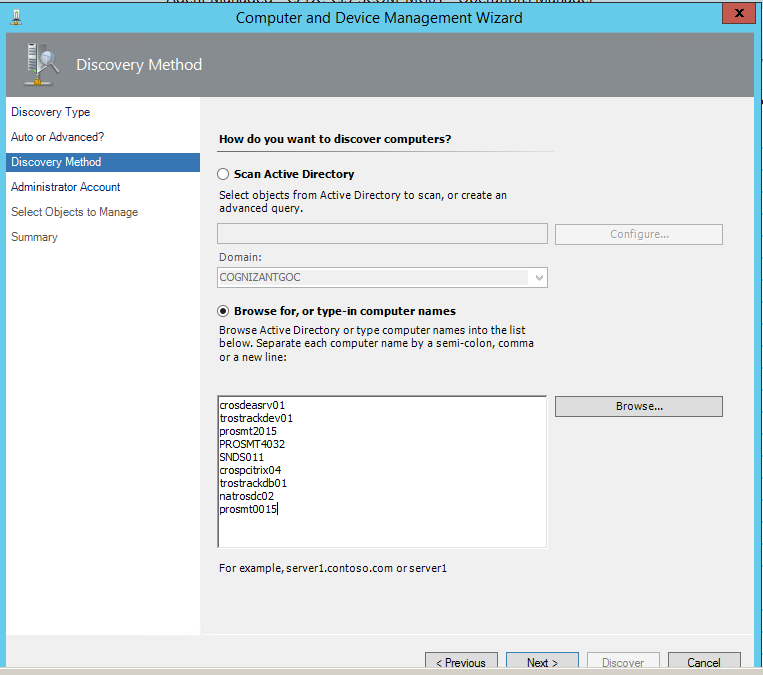 Computer and Device Management Wizard
x
Discovery Method
Discovery Type
Auto or Advanced?
Discovery Method
Administrator Account
Select Objects to Manage
Summary
How do you want to discover computers?
Scan Active Directory
Select objects from Active Directory to scan, or create an
advanced query.
Configure...
Domain:
COGNIZANTGOC
Browse for, or type-in computer names
Browse Active Directory or type computer names into the list
below. Separate each computer name by a semi-colon, comma
or a new line:
crosdeasrv01
trostrackdev01
prosmt2015
PROSMT4032
SNDS011
crospcitrix04
trostrackdb01
natrosdc02
prosmt0015
Browse...
For example, server1.contoso.com or server1
< Previous
Next >
Discover
Cancel